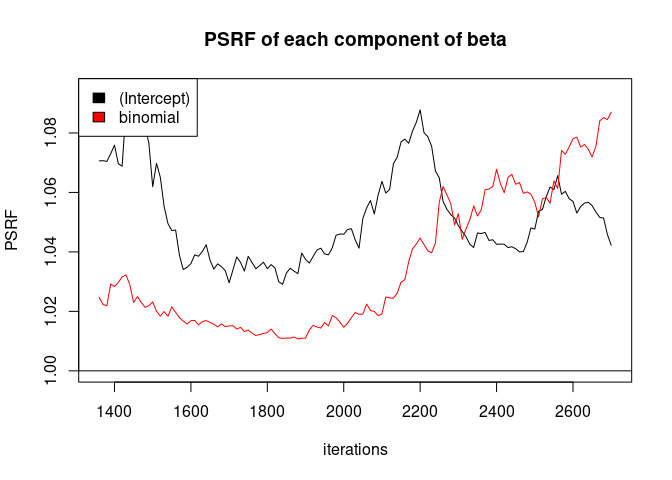 PSRF of each component of beta
(Intercept)
binomial
PSRF
1.08
1.06
1.04
1.02
1.00
1400 1600 1800 2000 2200 2400 2600
iterations